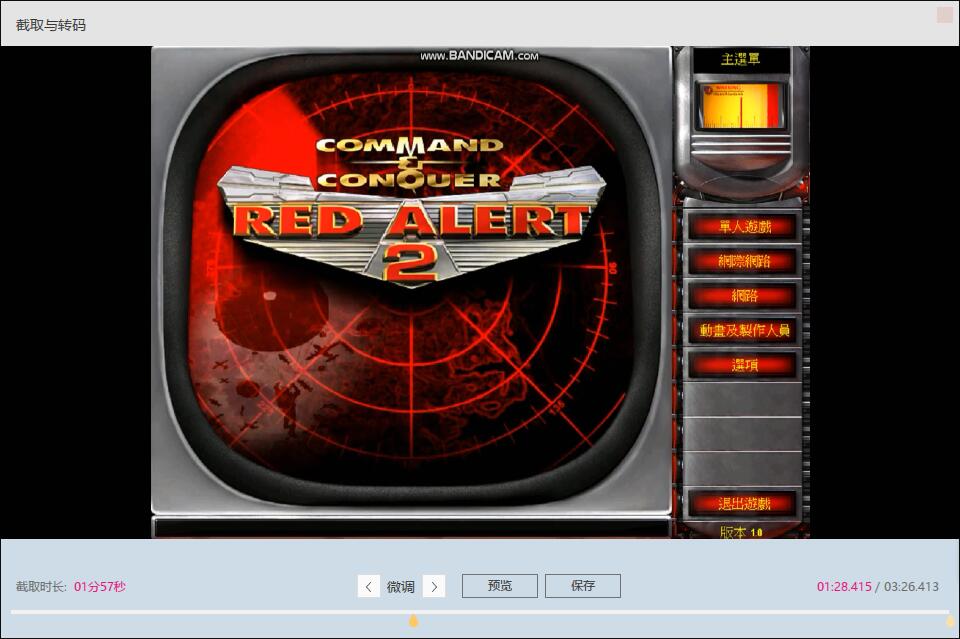 截取与转码
WWW.BANDICAM.COM
主選單
COMMAND
&
CONQUER
RED ALERT
2
單人遊戲
網際網路
網路
動畫及製作人員
選項
退出遊戲
版本 1.0
截取时长: 01分57秒
微调
预览
保存
01:28.415 / 03:26.413